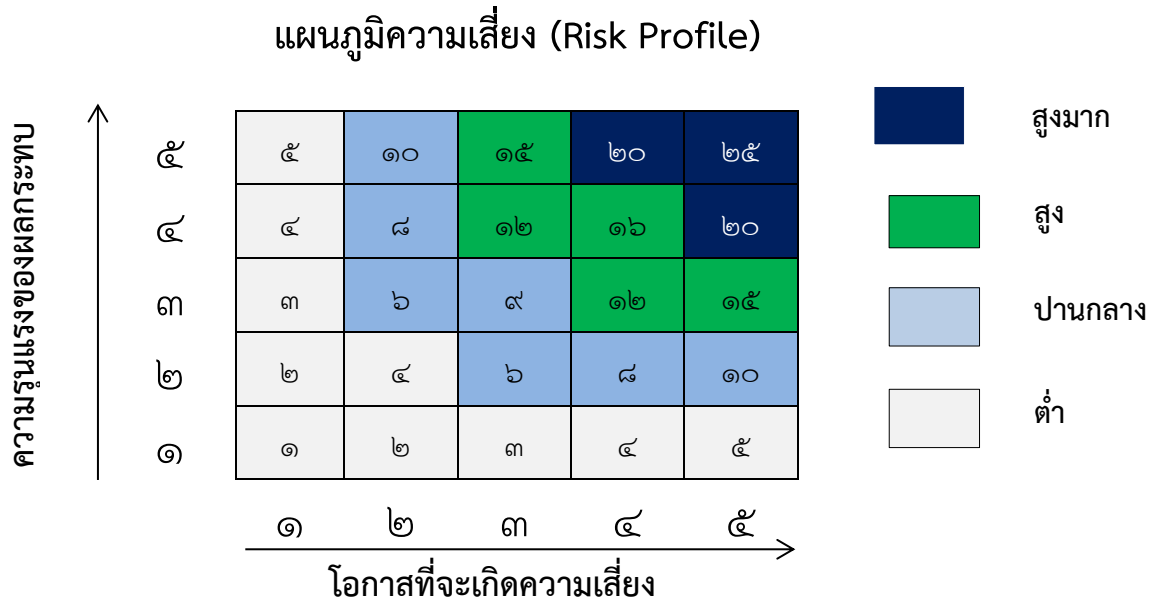 แผนภูมิความเสี่ยง (Risk Profile)
ความรุนแรงของผลกระทบ
๕ ๕ ๑๐ ๑๕ ๒๐ ๒๕
๔ ๔ ๘ ๑๒ ๑๖ ๒๐
๓ ๓ ๖ ๙ ๑๒ ๑๕
๒ ๒ ๔ ๖ ๘ ๑๐
๑ ๑ ๒ ๓ ๔ ๕
๑ ๒ ๓ ๔ ๕
โอกาสที่จะเกิดความเสี่ยง
สูงมาก
สูง
ปานกลาง
ต่ำ